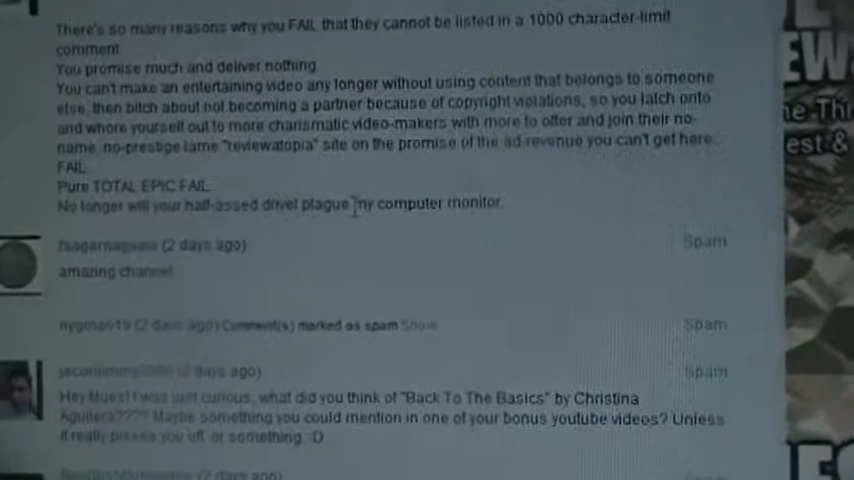 There's so many reasons why you FAIL that they cannot be listed in a 1000 character-limit
comment.
You promise much and deliver nothing.
You can't make an entertaining video any longer without using content that belongs to someone
else, then bitch about not becoming a partner because of copyright violations, so you latch onto
and whore yourself out to more charismatic video-makers with more to offer and join their no-
name, no-prestige lame "reviewatopia" site on the promise of the ad-revenue you can't get here.
FAIL.
Pure TOTAL EPIC FAIL.
No longer will your half-assed drivel plague my computer monitor.
(2 days ago)
Spam
amazing channel
(2 days ago) Comment(s) marked as spam Show
Spam
(2 days ago)
Spam
Hey Mues! I was just curious, what did you think of "Back To The Basics" by Christina
Aguilera???? Maybe something you could mention in one of your bonus youtube videos? Unless
it really pisses you off or something. :D
(2 days ago)
EW
est &